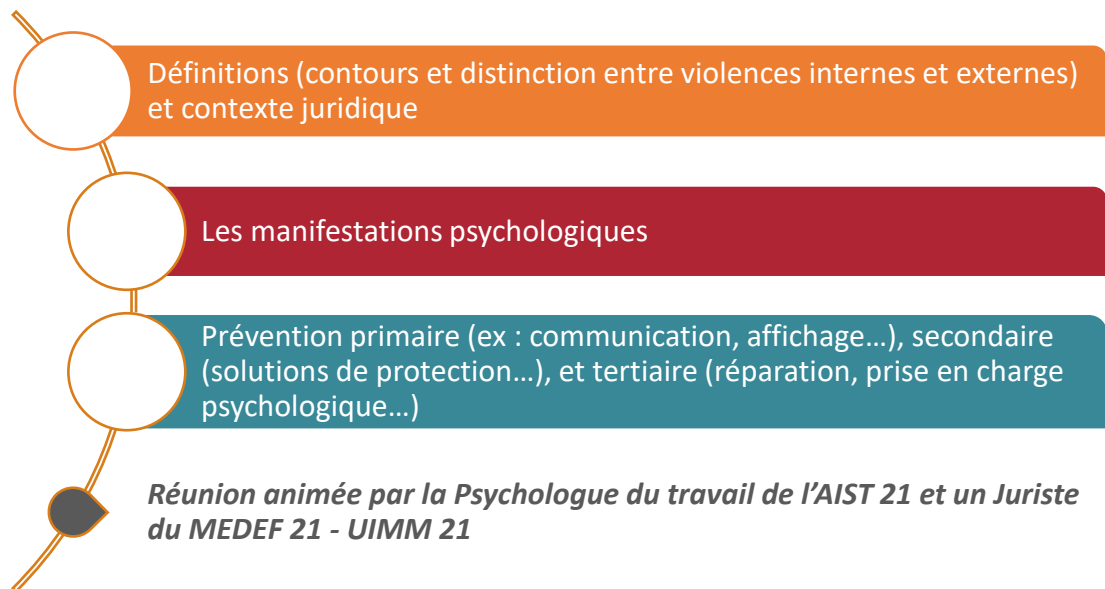 Définitions (contours et distinction entre violences internes et externes)
et contexte juridique
Les manifestations psychologiques
Prévention primaire (ex : communication, affichage…), secondaire
(solutions de protection…), et tertiaire (réparation, prise en charge
psychologique…)
Réunion animée par la Psychologue du travail de l’AIST 21 et un Juriste
du MEDEF 21 - UIMM 21